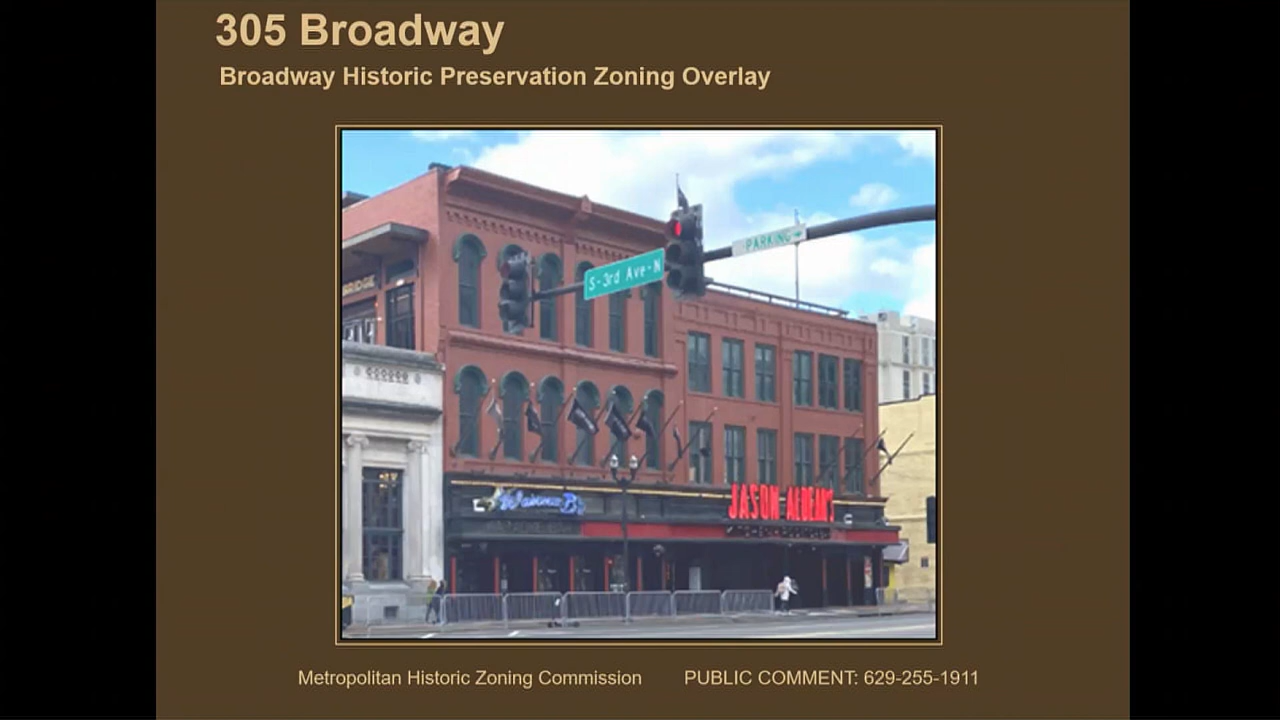 305 Broadway
Broadway Historic Preservation Zoning Overlay
PARKING
S-3rd Ave-N
JASON ALDEAN'S
Metropolitan Historic Zoning Commission PUBLIC COMMENT: 629-255-1911